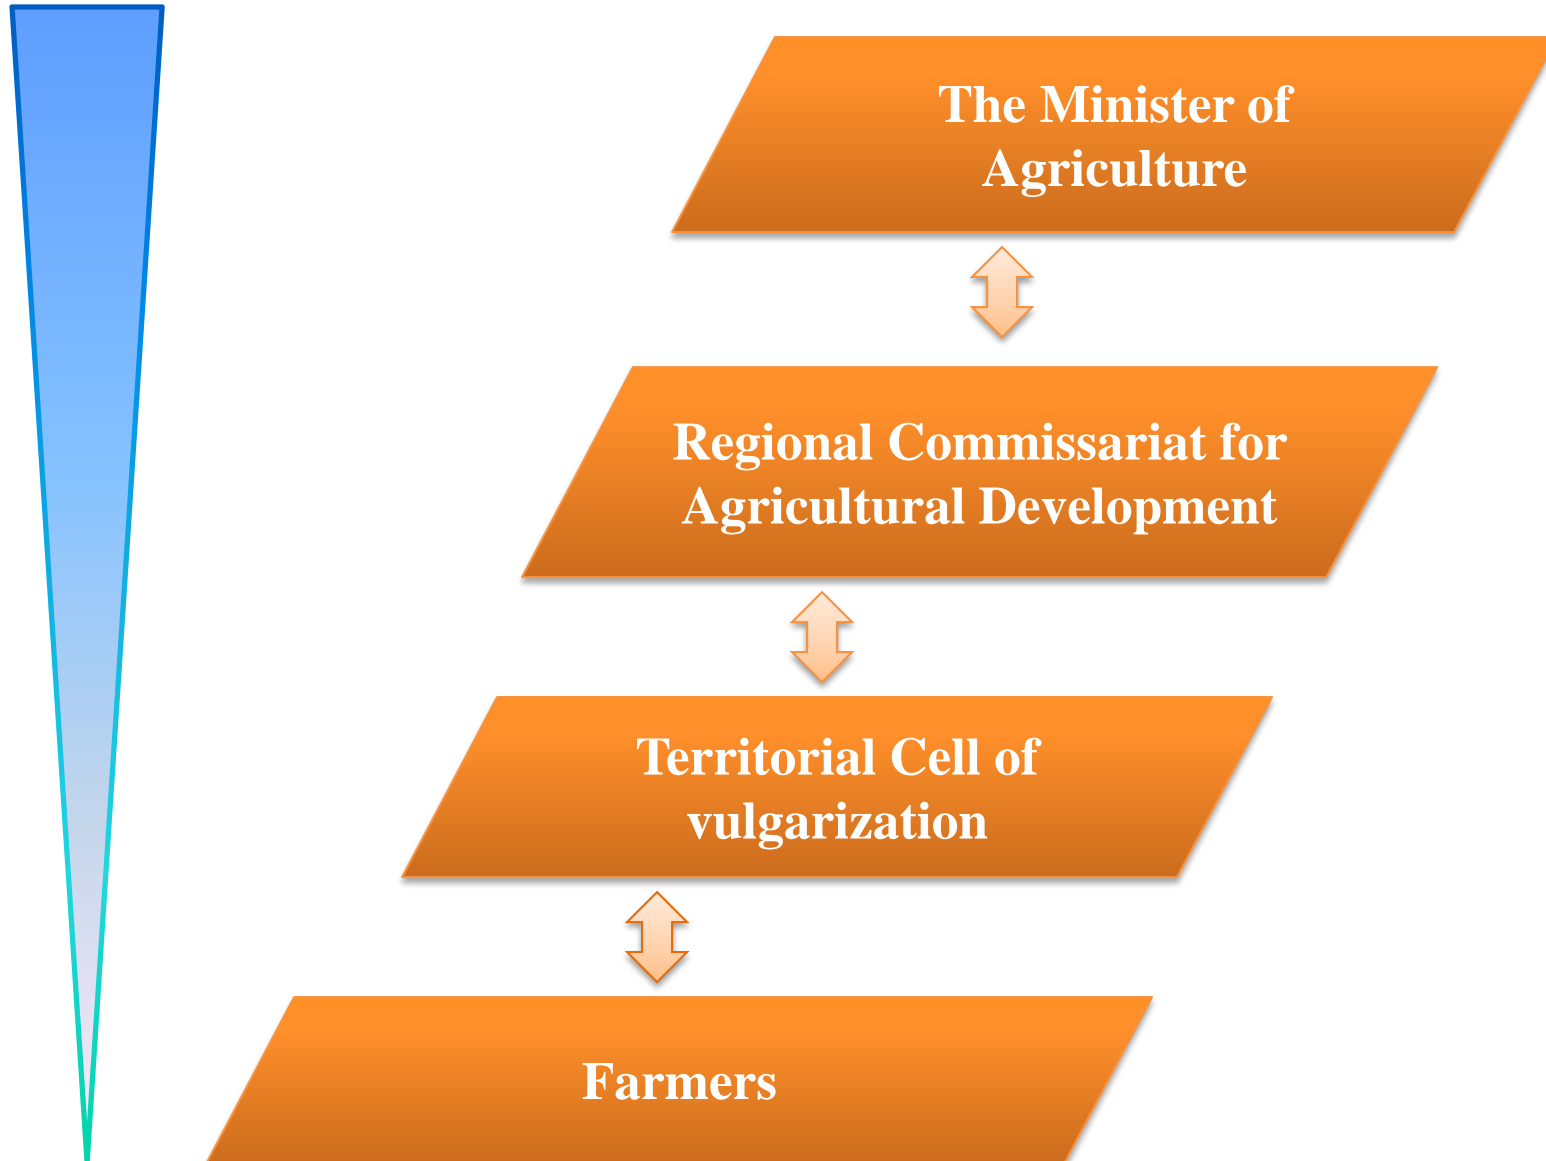 The Minister of
Agriculture
Regional Commissariat for
Agricultural Development
Territorial Cell of
vulgarization
Farmers